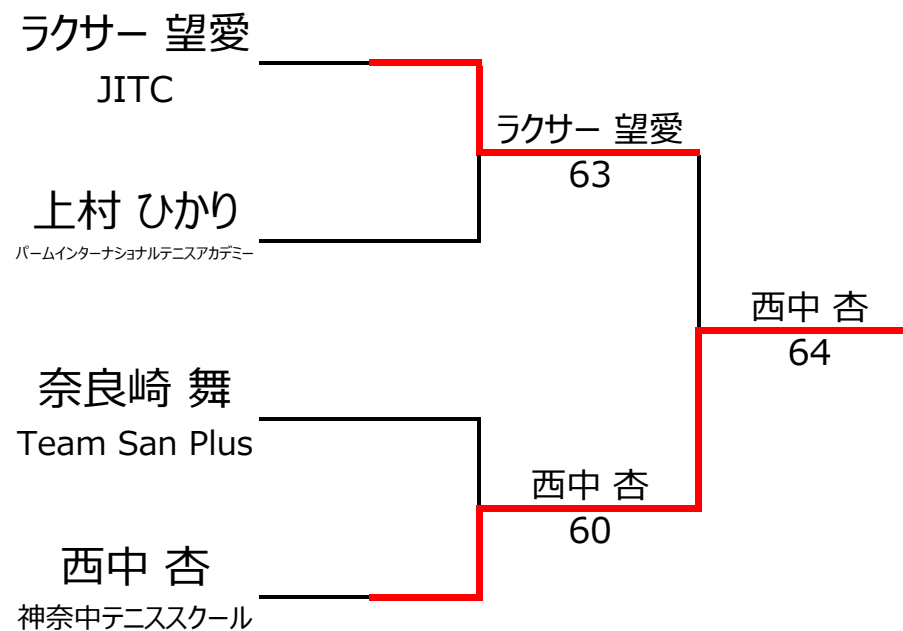 ラクサー 望愛
JITC
上村 ひかり
パームインターナショナルテニスアカデミー
奈良崎 舞
Team San Plus
西中 杏
神奈中テニススクール
ラクサー 望愛
63
西中 杏
60
西中 杏
64